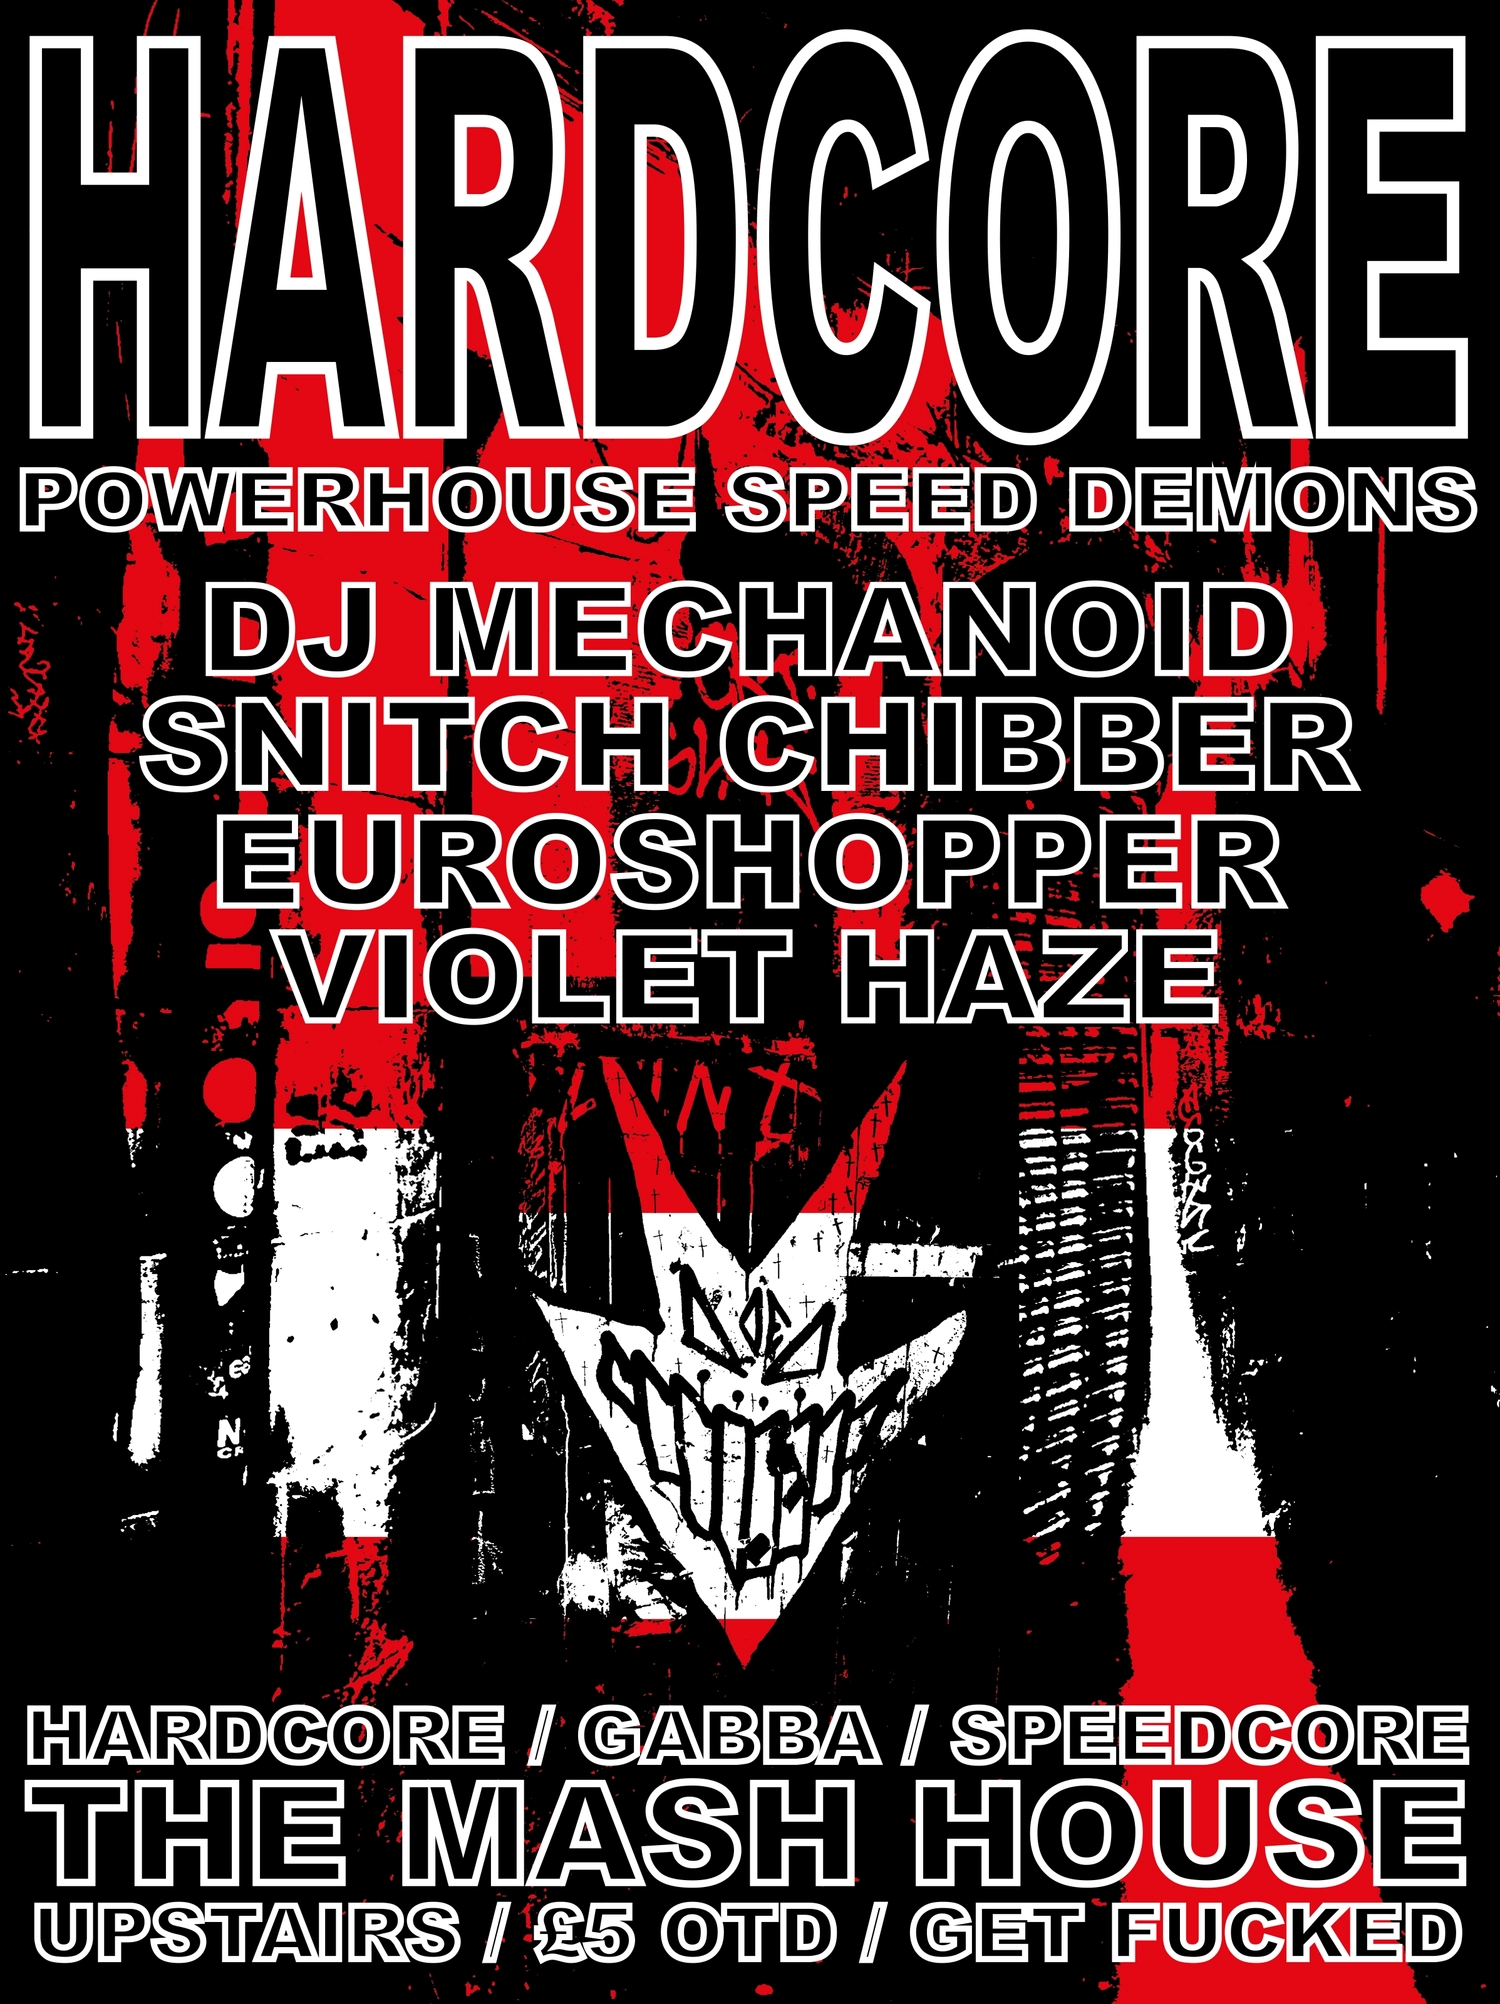 HARDCORE
POWERHOUSE SPEED DEMONS
DJ MECHANOID
SNITCH CHIBBER
EUROSHOPPER
VIOLET HAZE
HARDCORE / GABBA / SPEEDCORE
THE MASH HOUSE
UPSTAIRS / £5 OTD / GET FUCKED